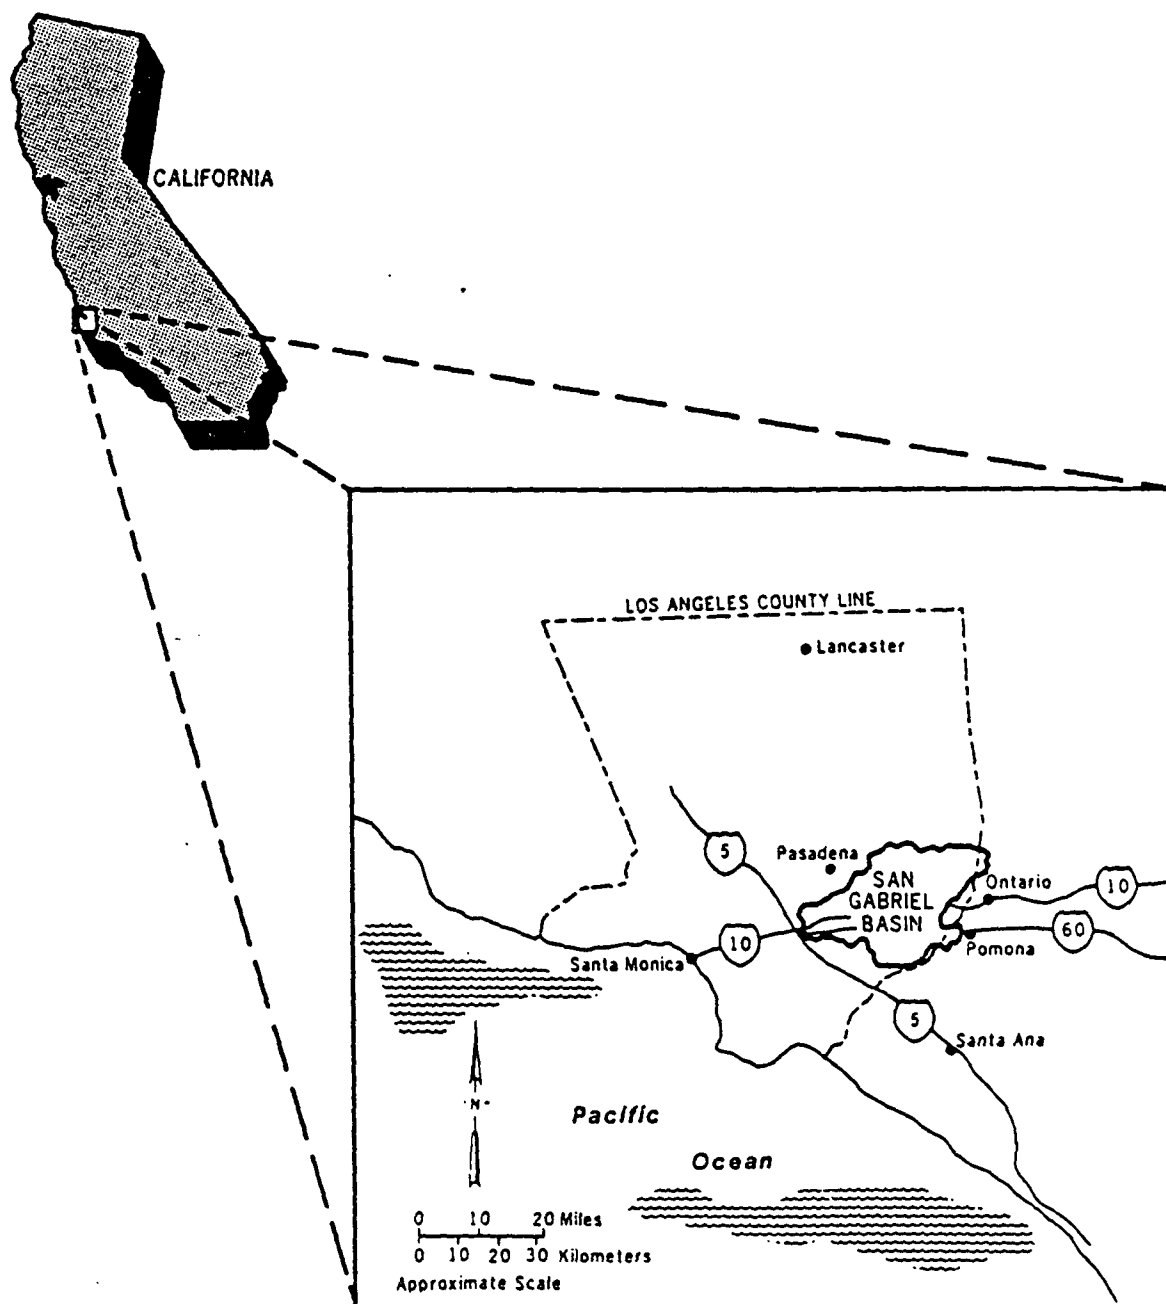 CALIFORNIA
LOS ANGELES COUNTY LINE
Lancaster
5
Pasadena
SAN
GABRIEL
BASIN
Ontario
10
10
60
Santa Monica
Pomona
5
Santa Ana
N
Pacific
Ocean
0 10 20 Miles
0 10 20 30 Kilometers
Approximate Scale